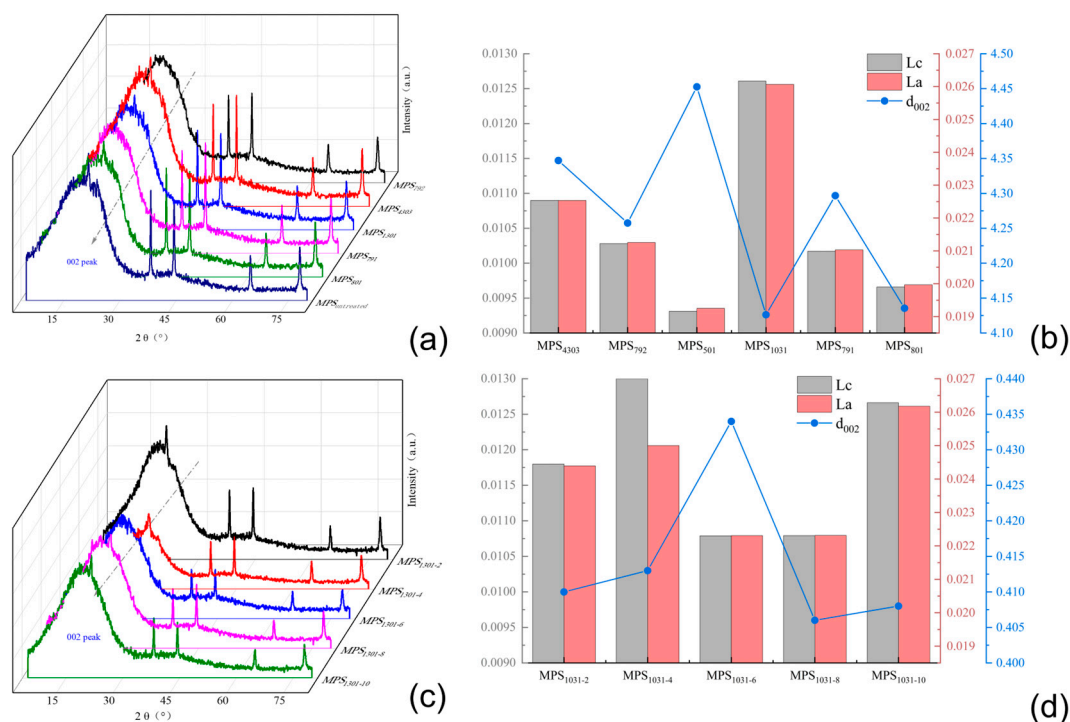 Intensity (a.u.)
MPS702
MPS4303
MPS1301
MPS791
MPS801
MPSuntreated
002 peak
15 30 45 60 75
2 θ (°)
(a)
0.0130
0.0125
0.0120
0.0115
0.0110
0.0105
0.0100
0.0095
0.0090
Lc
La
d002
0.027
0.026
0.025
0.024
0.023
0.022
0.021
0.020
0.019
4.50
4.45
4.40
4.35
4.30
4.25
4.20
4.15
4.10
MPS4303 MPS792 MPS501 MPS1031 MPS791 MPS801
(b)
Intensity (a.u.)
MPS1301-2
MPS1301-4
MPS1301-6
MPS1301-8
MPS1301-10
002 peak
15 30 45 60 75
2 θ (°)
(c)
0.0130
0.0125
0.0120
0.0115
0.0110
0.0105
0.0100
0.0095
0.0090
Lc
La
d002
0.027
0.026
0.025
0.024
0.023
0.022
0.021
0.020
0.019
0.440
0.435
0.430
0.425
0.420
0.415
0.410
0.405
0.400
MPS1031-2 MPS1031-4 MPS1031-6 MPS1031-8 MPS1031-10
(d)